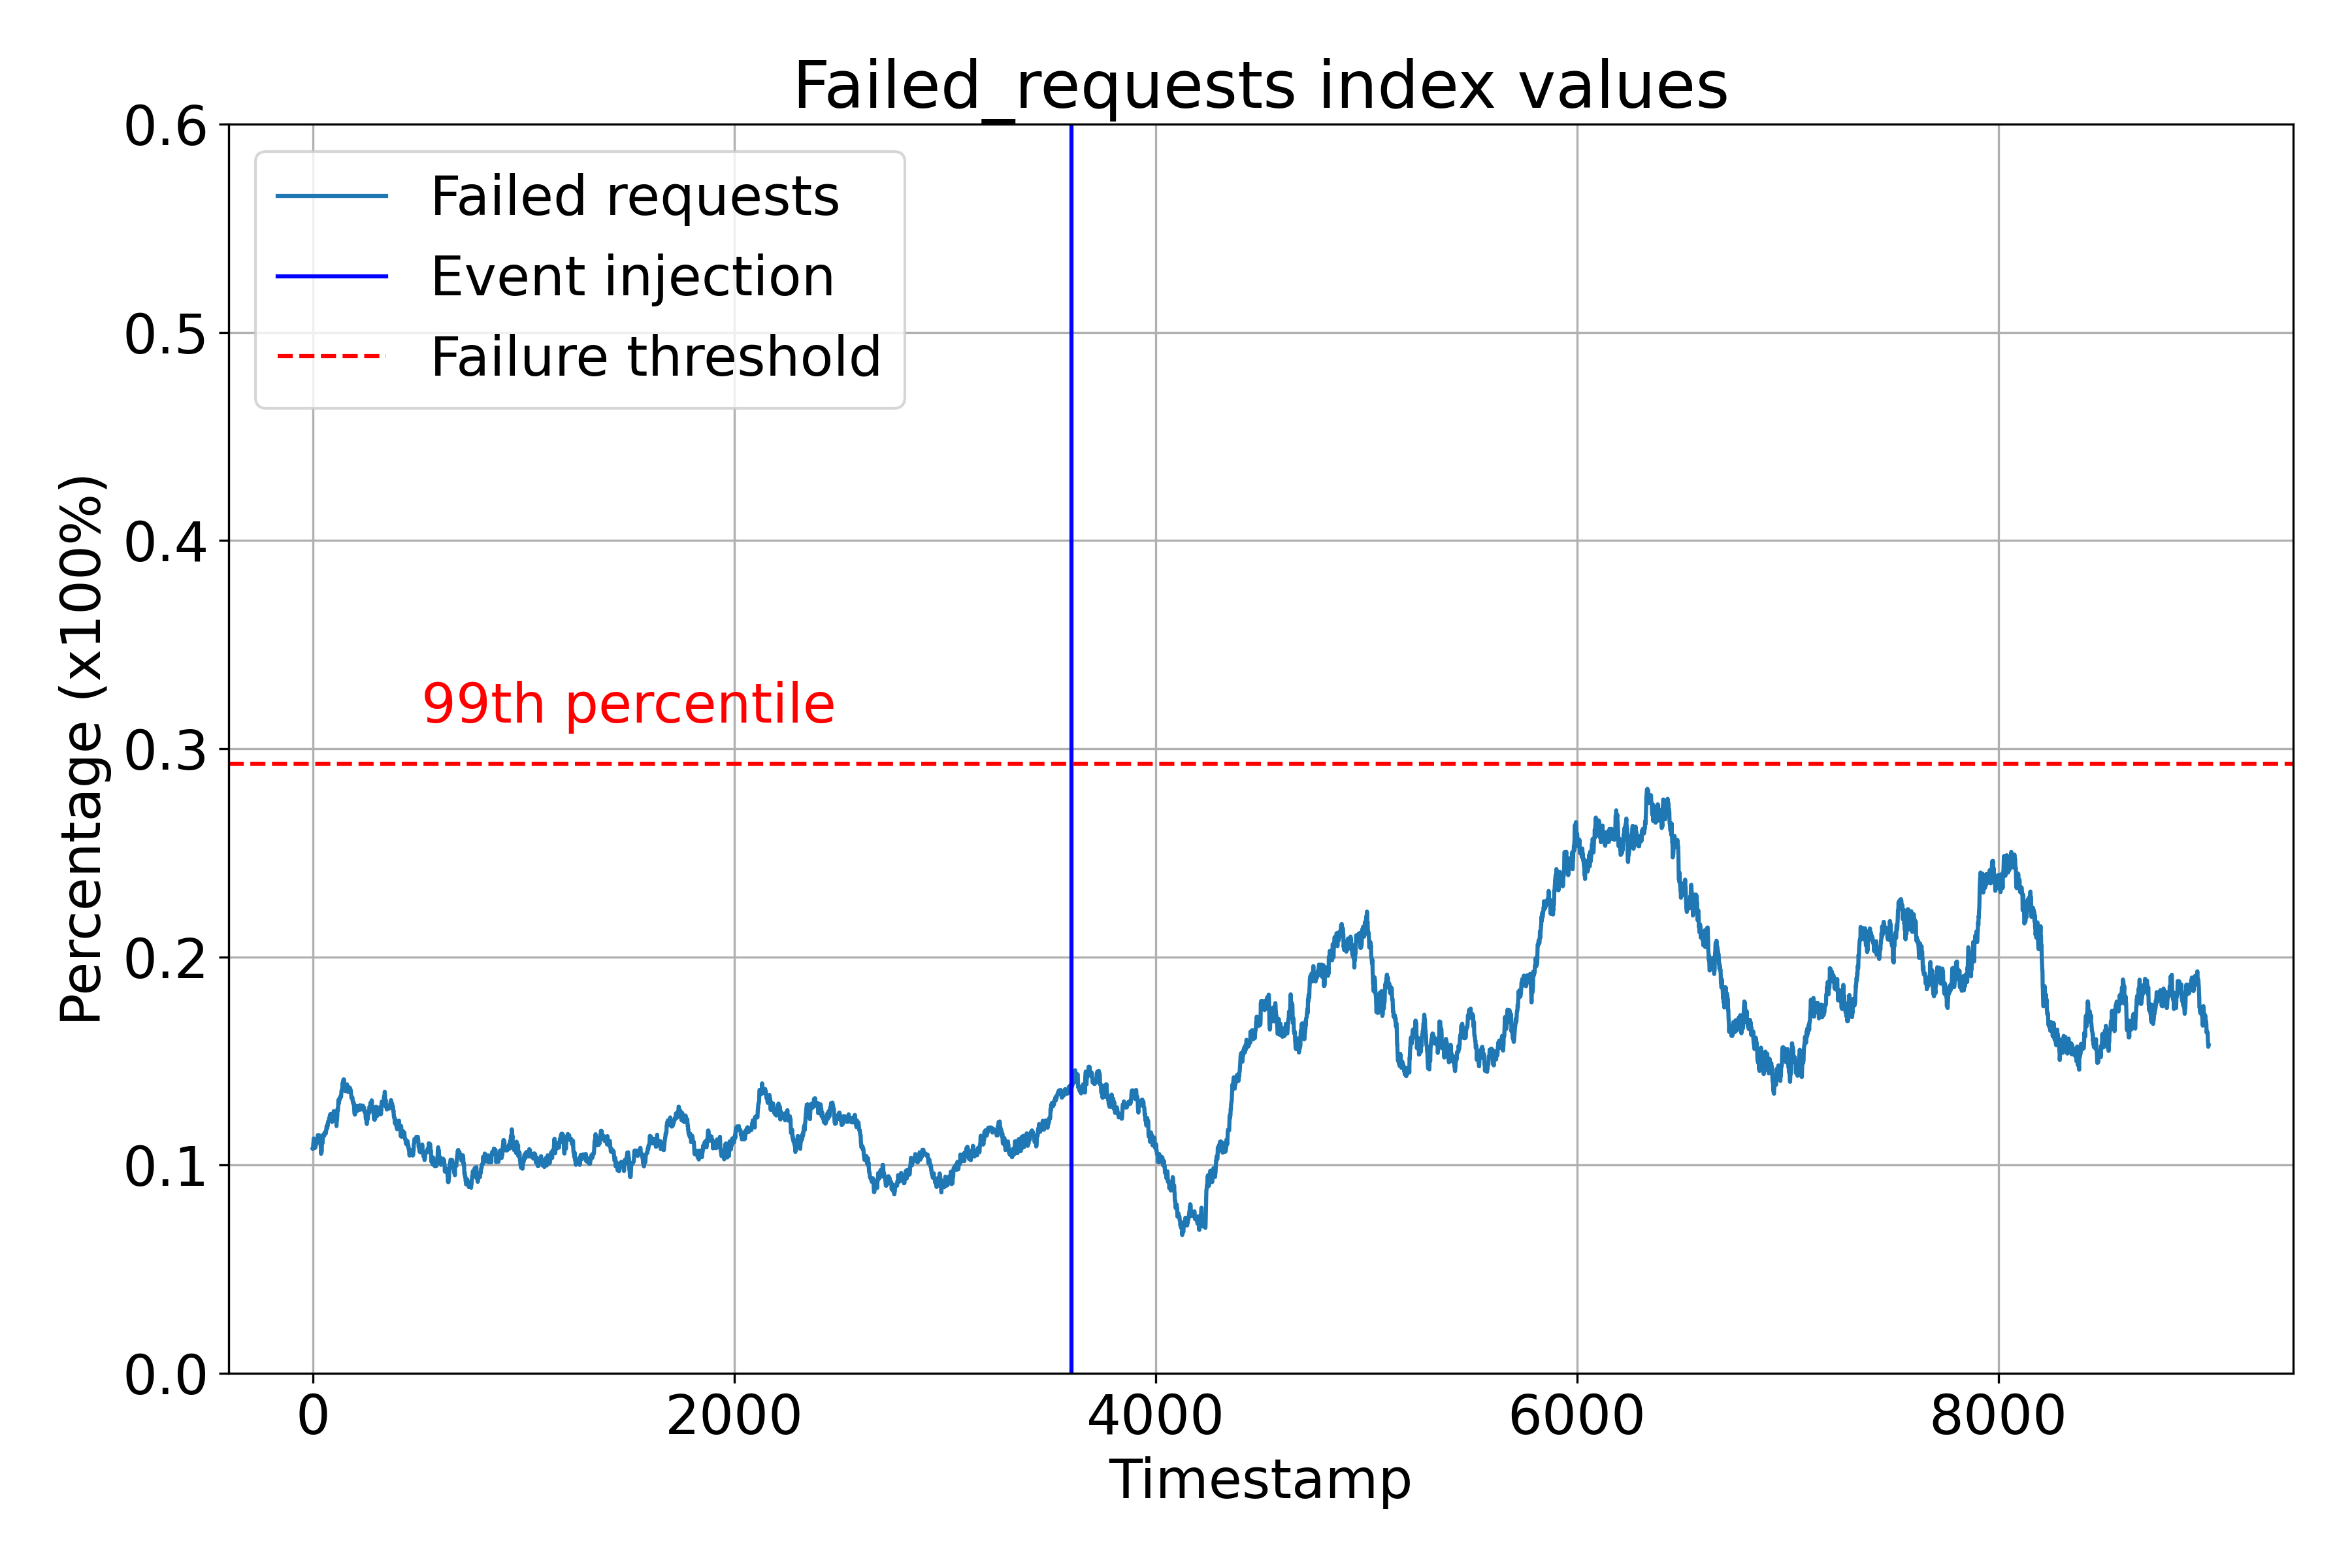 Failed_requests index values
Failed requests
Event injection
Failure threshold
99th percentile
Percentage (x100%)
0.6
0.5
0.4
0.3
0.2
0.1
0.0
0 2000 4000 6000 8000
Timestamp